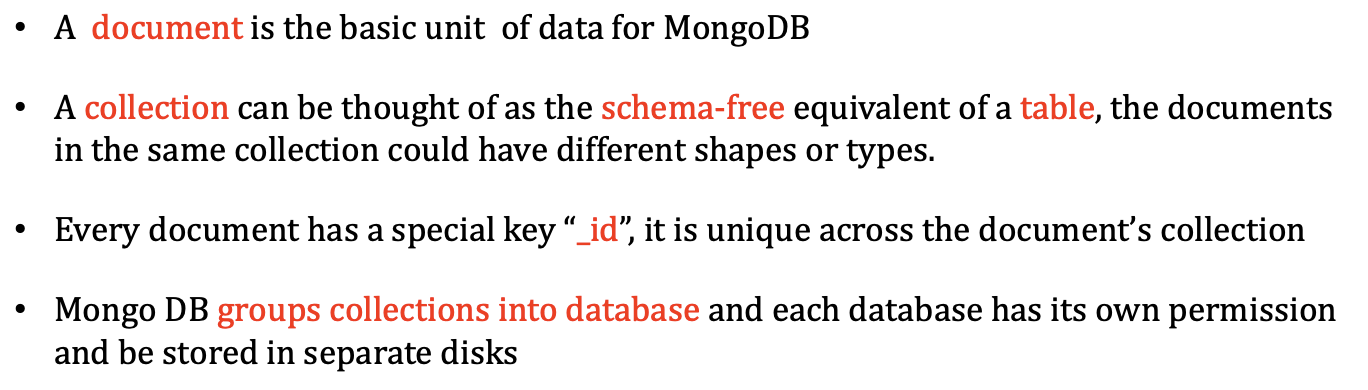 • A  document is the basic unit  of data for MongoDB
• A collection can be thought of as the schema-free equivalent of a table, the documents
in the same collection could have different shapes or types.
• Every document has a special key “_id”, it is unique across the document’s collection
• Mongo DB groups collections into database and each database has its own permission
and be stored in separate disks